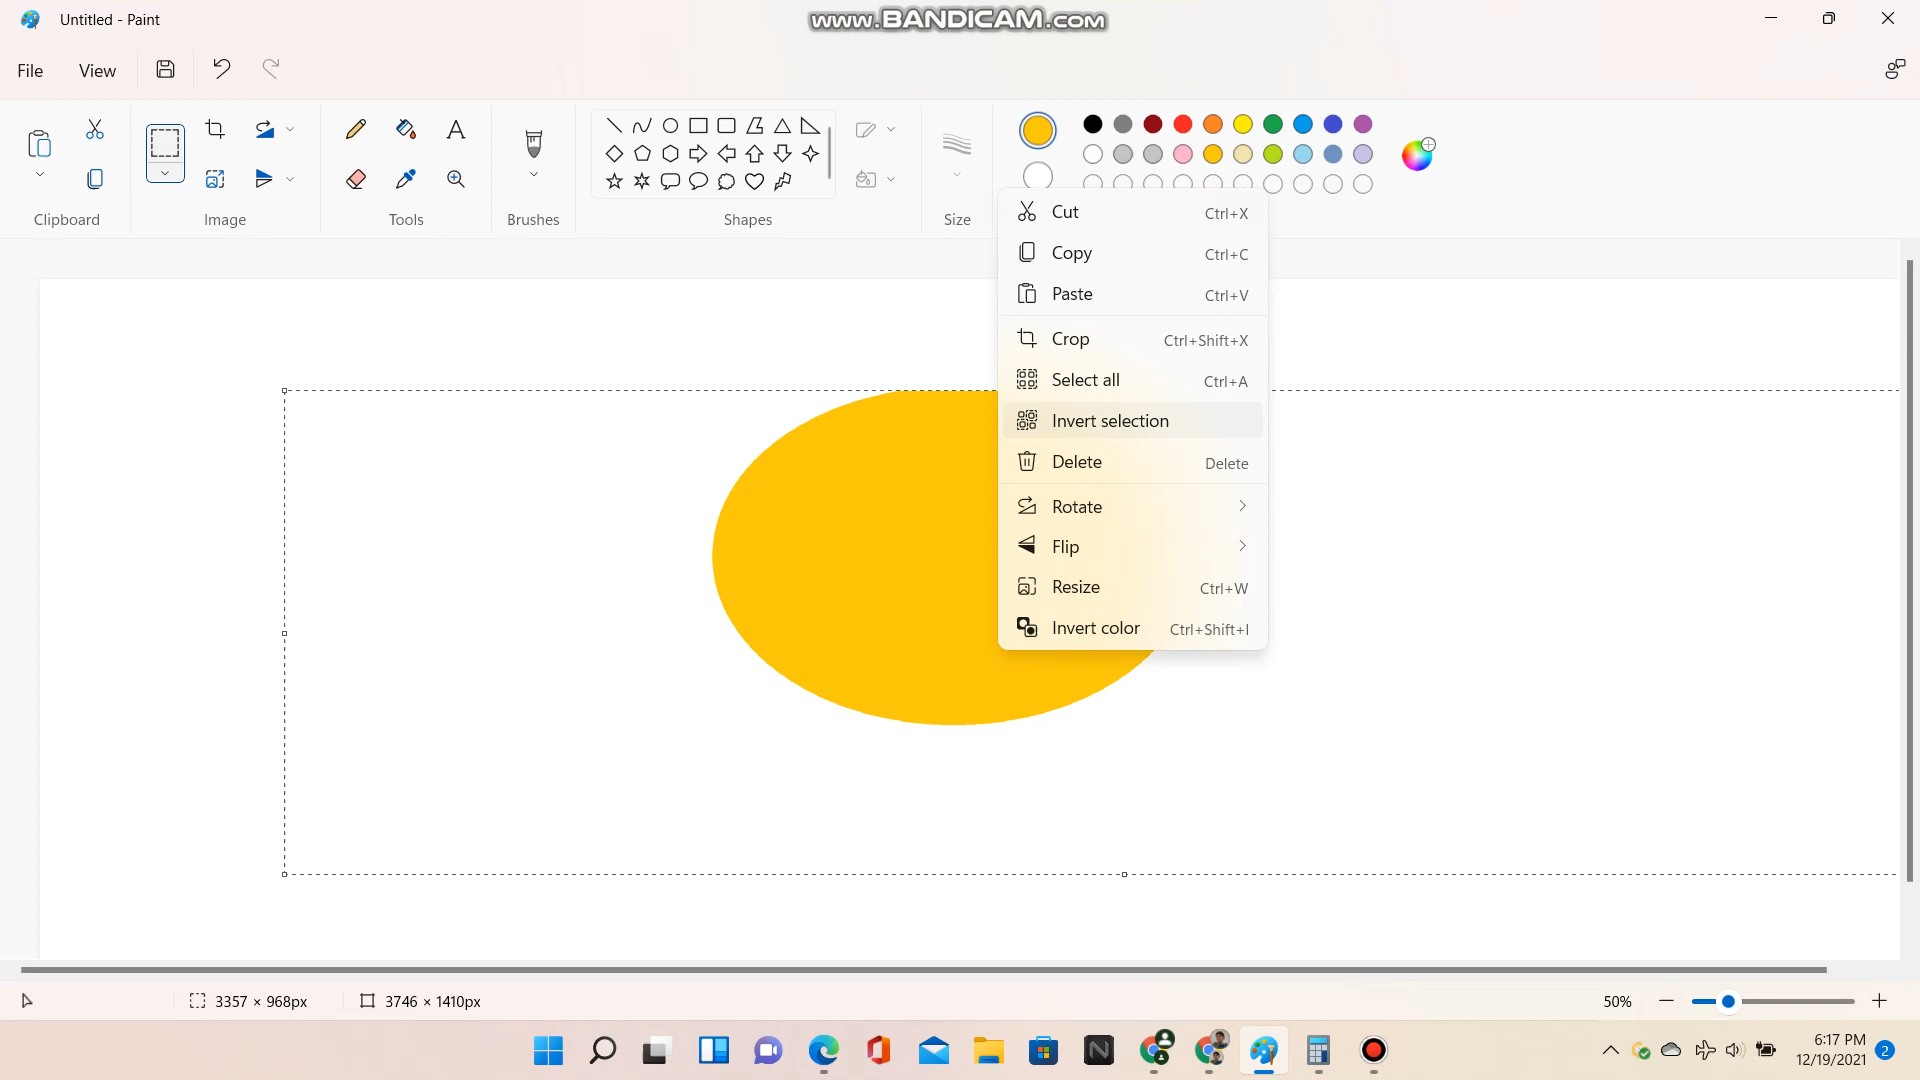 Untitled - Paint
www.BANDICAM.com
File View
Clipboard
Image
Tools
Brushes
Shapes
Size
Cut Ctrl+X
Copy Ctrl+C
Paste Ctrl+V
Crop Ctrl+Shift+X
Select all Ctrl+A
Invert selection
Delete Delete
Rotate
Flip
Resize Ctrl+W
Invert color Ctrl+Shift+I
3357 × 968px
3746 × 1410px
50%
6:17 PM
12/19/2021
2